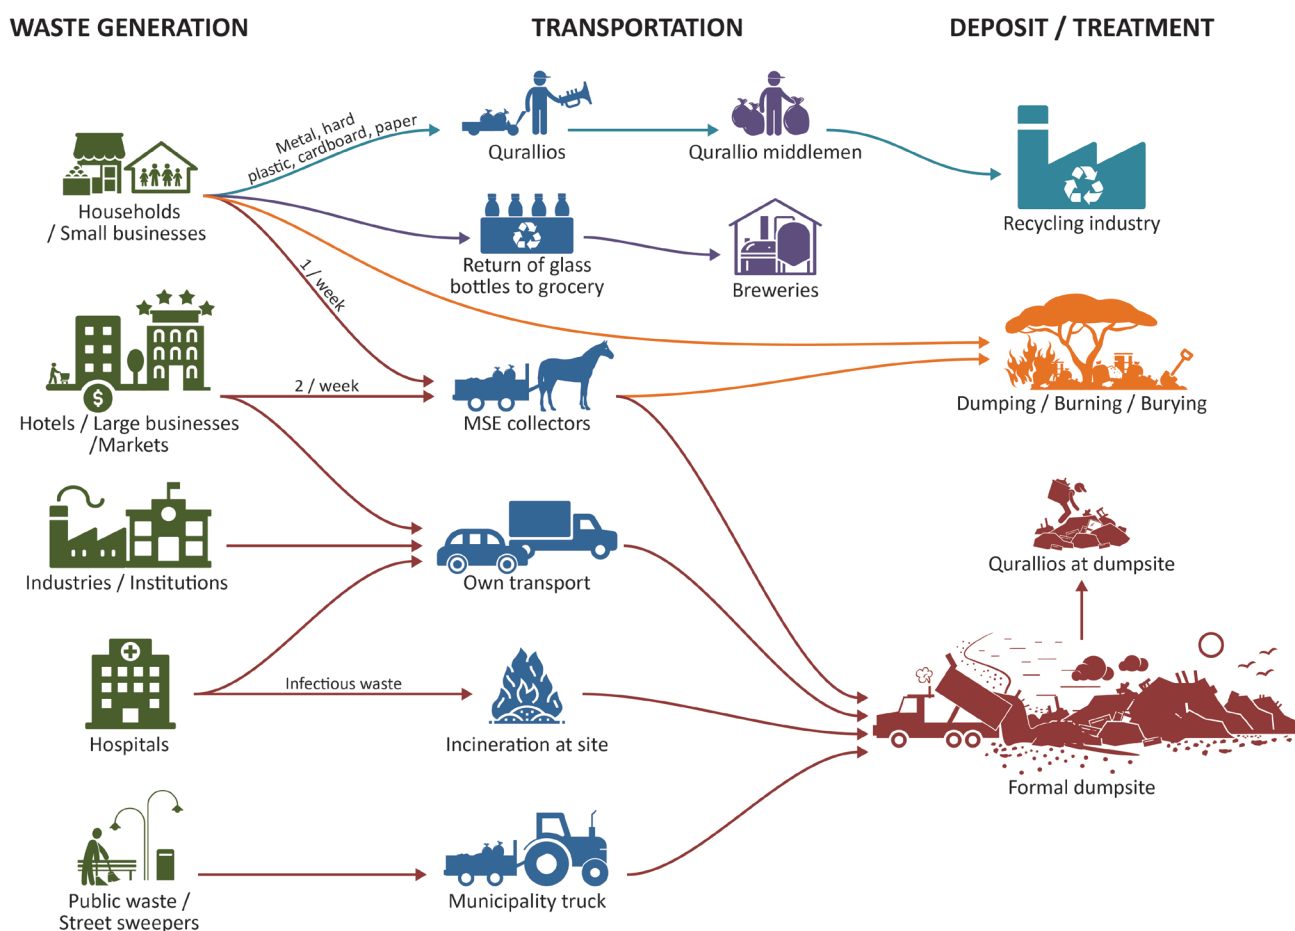 WASTE GENERATION
TRANSPORTATION
DEPOSIT / TREATMENT
Metal, hard
plastic, cardboard, paper
Qurallios
Qurallio middlemen
Recycling industry
Households
/ Small businesses
Return of glass
bottles to grocery
Breweries
1 / week
Hotels / Large businesses
/Markets
$
2 / week
MSE collectors
Dumping / Burning / Burying
Industries / Institutions
Own transport
Qurallios at dumpsite
Hospitals
Infectious waste
Incineration at site
Formal dumpsite
Public waste /
Street sweepers
Municipality truck